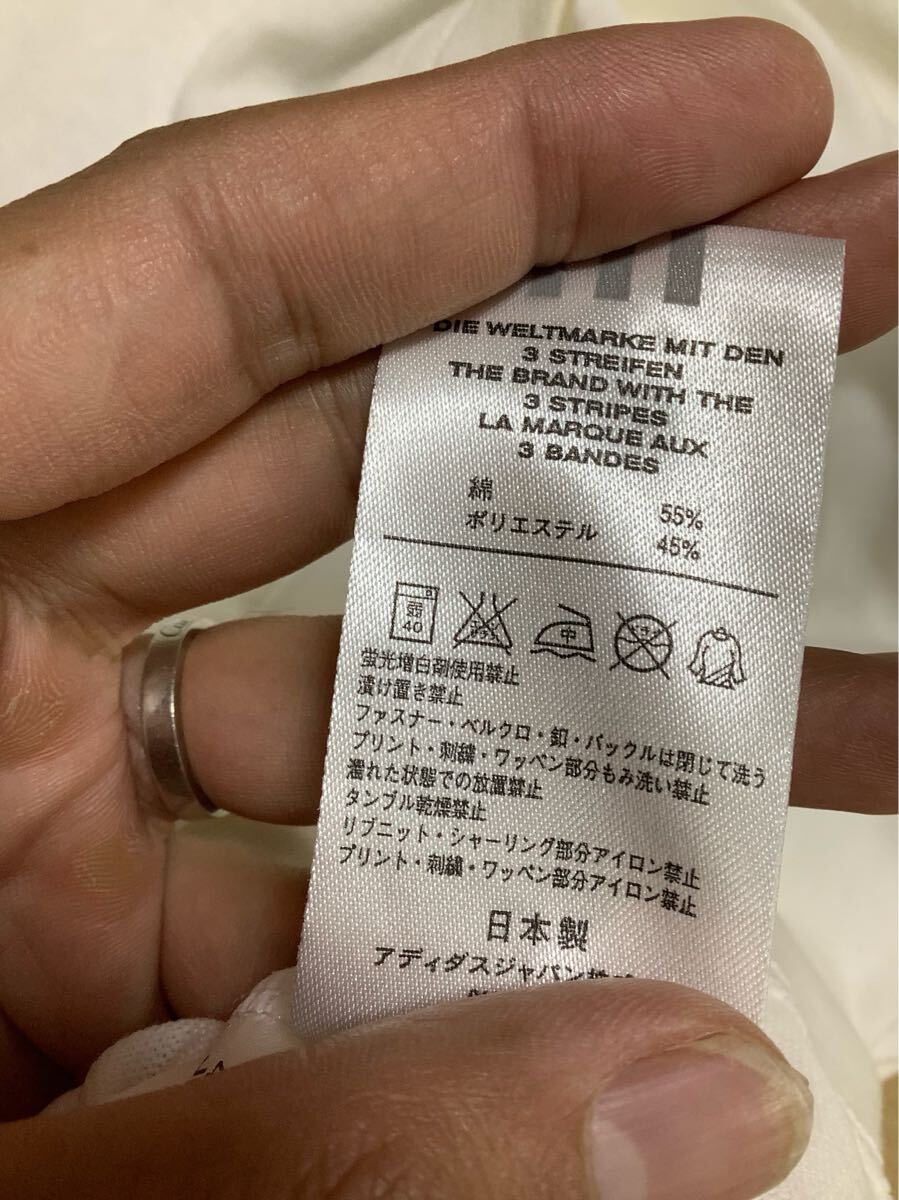 DIE WELTMARKE MIT DEN
3 STREIFEN
THE BRAND WITH THE
3 STRIPES
LA MARQUE AUX
3 BANDES
綿 55%
ポリエステル 45%
弱
40
中
蛍光増白剤使用禁止
漬け置き禁止
ファスナー・ベルクロ・釦・バックルは閉じて洗う
プリント・刺繍・ワッペン部分もみ洗い禁止
濡れた状態での放置禁止
タンブル乾燥禁止
リブニット・シャーリング部分アイロン禁止
プリント・刺繍・ワッペン部分アイロン禁止
日本製
アディダスジャパン